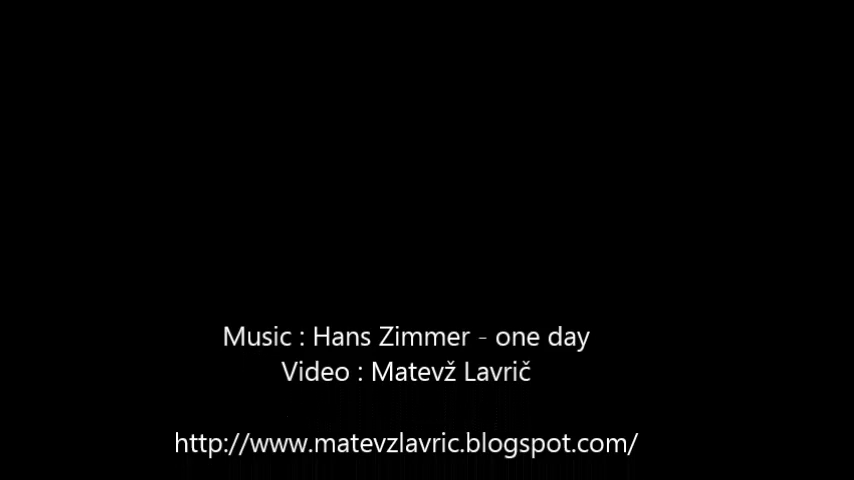 Music : Hans Zimmer - one day
Video : Matevž Lavrič
http://www.matevzlavric.blogspot.com/